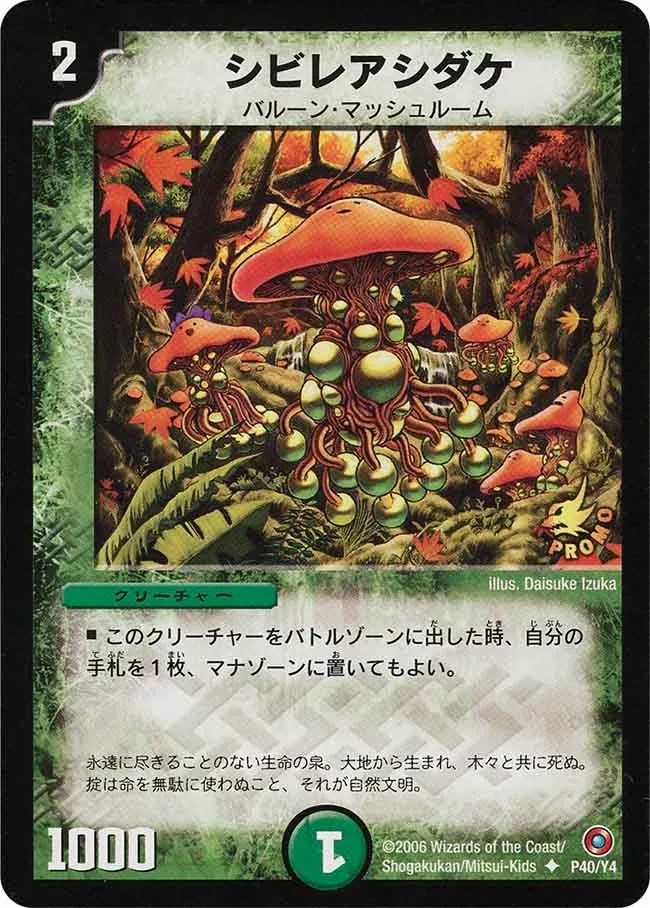 2
シビレアシダケ
バルーン・マッシュルーム
PROMO
illus. Daisuke Izuka
クリーチャー
■ このクリーチャーをバトルゾーンに出した時、自分の
手札を1枚、マナゾーンに置いてもよい。
永遠に尽きることのない生命の泉。大地から生まれ、木々と共に死ぬ。
掟は命を無駄に使わぬこと、それが自然文明。
1000
1
©2006 Wizards of the Coast/
Shogakukan/Mitsui-Kids
P40/Y4